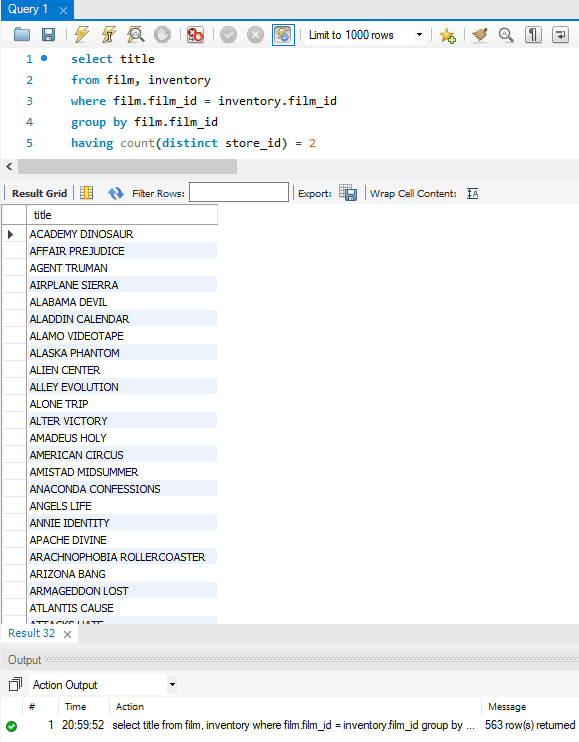 Query 1
Limit to 1000 rows
1 select title
2 from film, inventory
3 where film.film_id = inventory.film_id
4 group by film.film_id
5 having count(distinct store_id) = 2
Result Grid Filter Rows: Export: Wrap Cell Content:
title
ACADEMY DINOSAUR
AFFAIR PREJUDICE
AGENT TRUMAN
AIRPLANE SIERRA
ALABAMA DEVIL
ALADDIN CALENDAR
ALAMO VIDEOTAPE
ALASKA PHANTOM
ALIEN CENTER
ALLEY EVOLUTION
ALONE TRIP
ALTER VICTORY
AMADEUS HOLY
AMERICAN CIRCUS
AMISTAD MIDSUMMER
ANACONDA CONFESSIONS
ANGELS LIFE
ANNIE IDENTITY
APACHE DIVINE
ARACHNOPHOBIA ROLLERCOASTER
ARIZONA BANG
ARMAGEDDON LOST
ATLANTIS CAUSE
ATTACKS HATE
Result 32
Output
Action Output
# Time Action Message
1 20:59:52 select title from film, inventory where film.film_id = inventory.film_id group by ... 563 row(s) returned